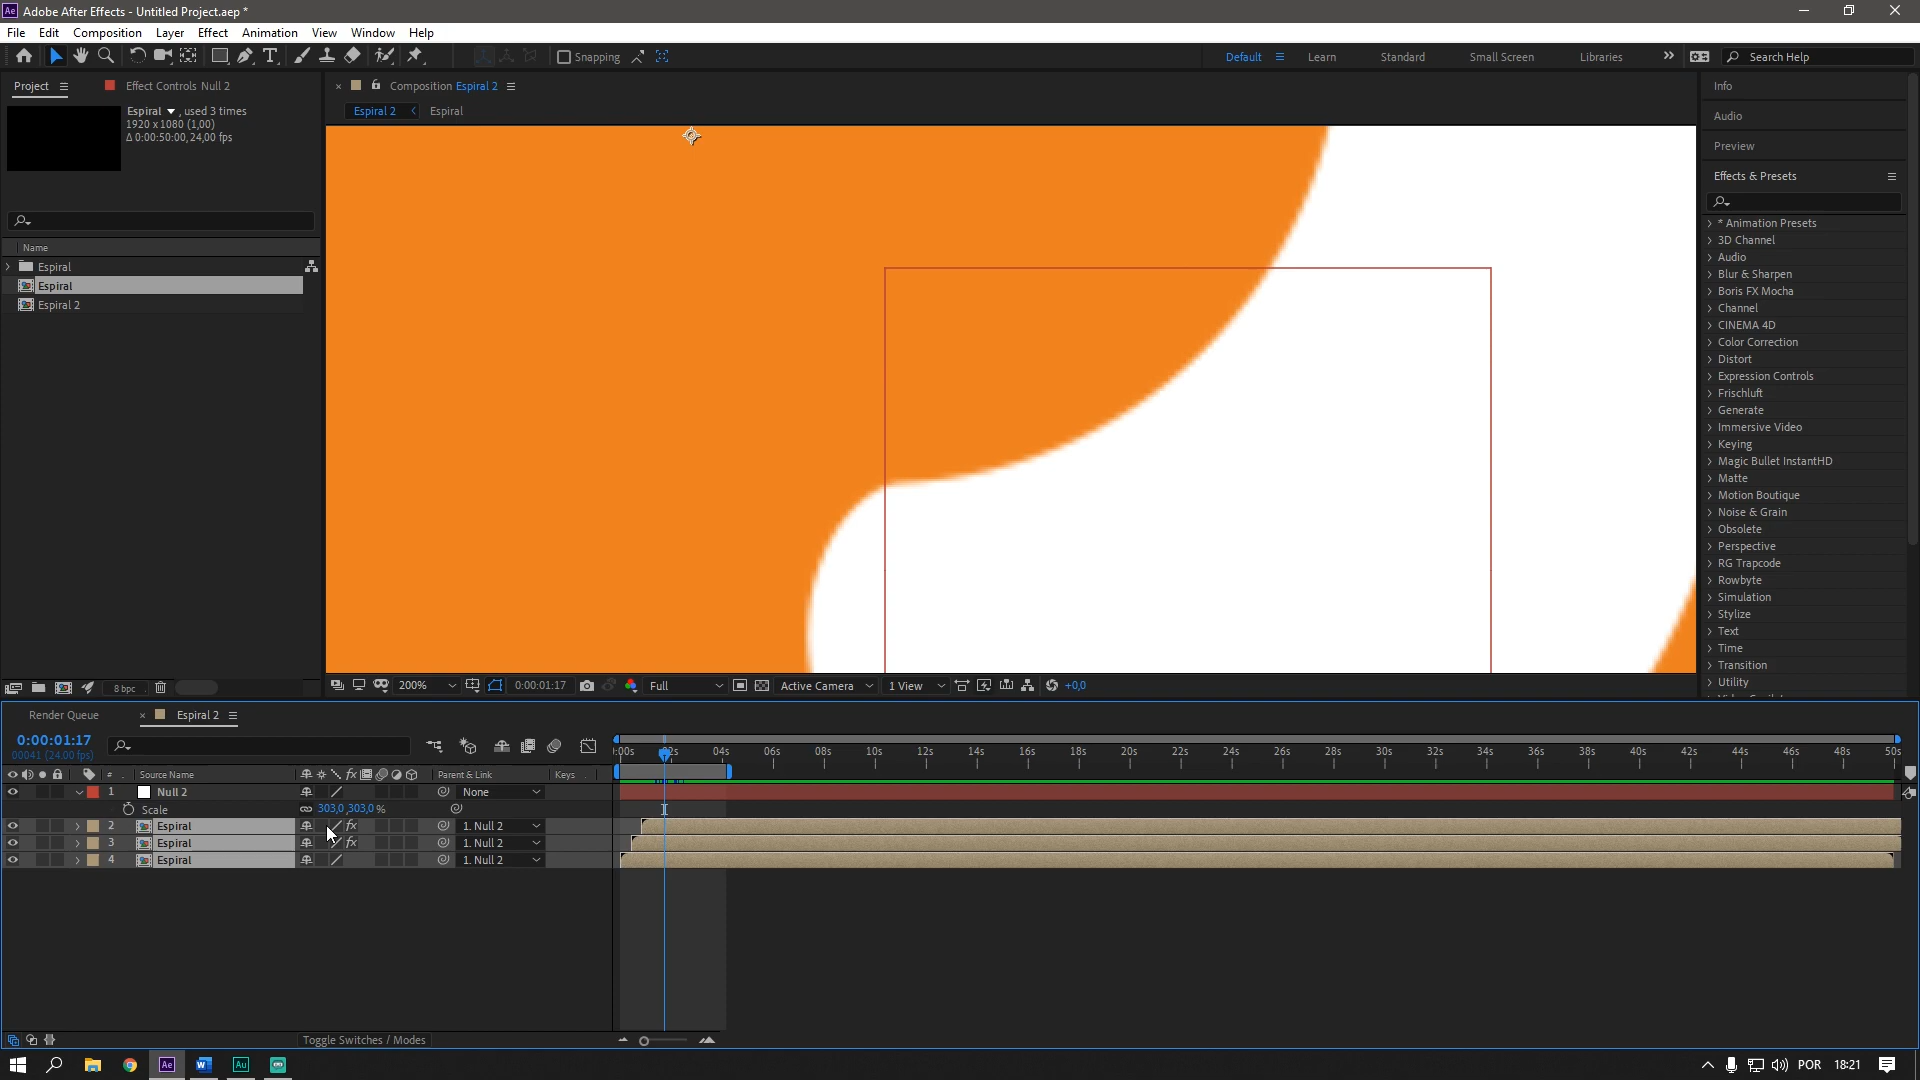 Ae Adobe After Effects - Untitled Project.aep *
File Edit Composition Layer Effect Animation View Window Help
Snapping Default Learn Standard Small Screen Libraries Search Help
Project Effect Controls Null 2
Composition Espiral 2
Espiral 2 Espiral
Espiral , used 3 times
1920 x 1080 (1,00)
Δ 0:00:50:00, 24,00 fps
Name
Espiral
Espiral
Espiral 2
8 bpc
200% 0:00:01:17 Full Active Camera 1 View +0,0
Info
Audio
Preview
Effects & Presets
* Animation Presets
3D Channel
Audio
Blur & Sharpen
Boris FX Mocha
Channel
CINEMA 4D
Color Correction
Distort
Expression Controls
Frischluft
Generate
Immersive Video
Keying
Magic Bullet InstantHD
Matte
Motion Boutique
Noise & Grain
Obsolete
Perspective
RG Trapcode
Rowbyte
Simulation
Stylize
Text
Time
Transition
Utility
Render Queue Espiral 2
0:00:01:17
00041 (24.00 fps)
:00s 02s 04s 06s 08s 10s 12s 14s 16s 18s 20s 22s 24s 26s 28s 30s 32s 34s 36s 38s 40s 42s 44s 46s 48s 50s
# Source Name fx Parent & Link Keys
1 Null 2 None
Scale 303,0, 303,0 %
2 Espiral fx 1. Null 2
3 Espiral fx 1. Null 2
4 Espiral 1. Null 2
Toggle Switches / Modes
Ae W Au POR 18:21